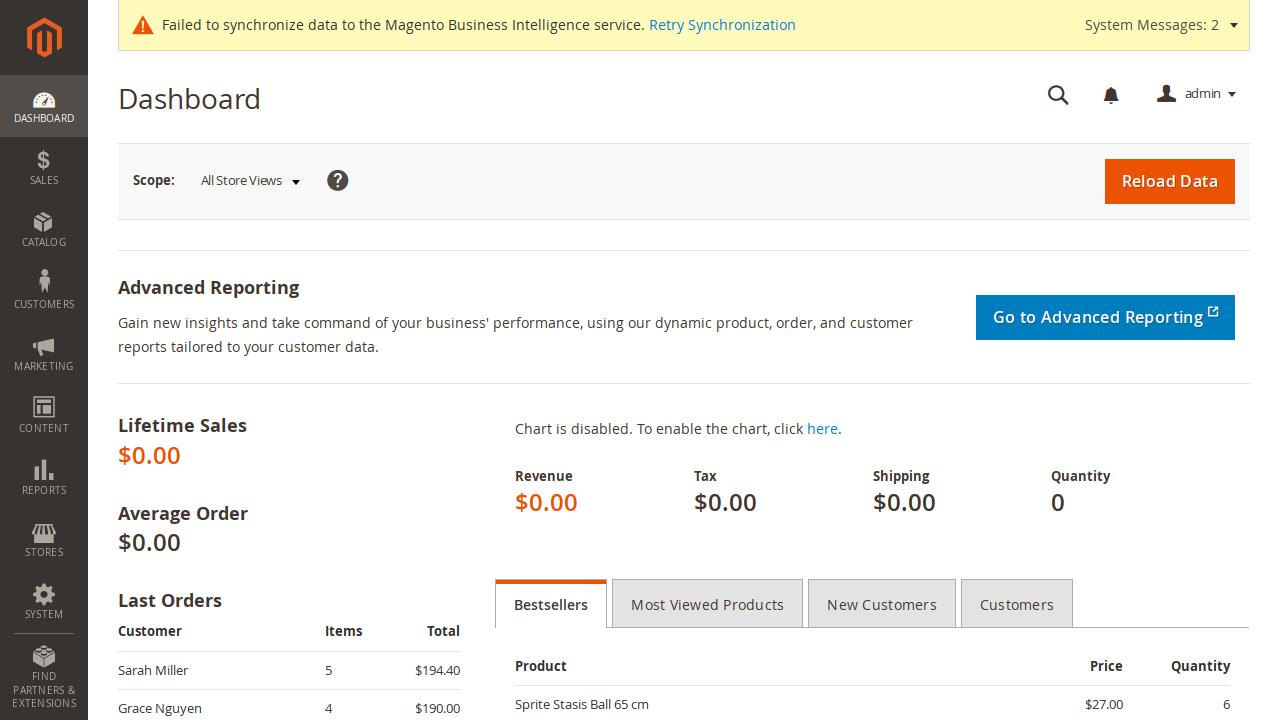 Failed to synchronize data to the Magento Business Intelligence service. Retry Synchronization
System Messages: 2
Dashboard
admin
Scope: All Store Views ?
Reload Data
Advanced Reporting
Gain new insights and take command of your business' performance, using our dynamic product, order, and customer
reports tailored to your customer data.
Go to Advanced Reporting
DASHBOARD
$
SALES
CATALOG
CUSTOMERS
MARKETING
CONTENT
REPORTS
STORES
SYSTEM
FIND
PARTNERS &
EXTENSIONS
Lifetime Sales
$0.00
Average Order
$0.00
Last Orders
Customer Items Total
Sarah Miller 5 $194.40
Grace Nguyen 4 $190.00
Chart is disabled. To enable the chart, click here.
Revenue Tax Shipping Quantity
$0.00 $0.00 $0.00 0
Bestsellers Most Viewed Products New Customers Customers
Product Price Quantity
Sprite Stasis Ball 65 cm $27.00 6